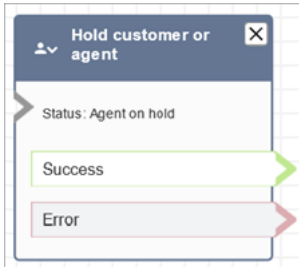 Hold customer or
agent
Status: Agent on hold
Success
Error